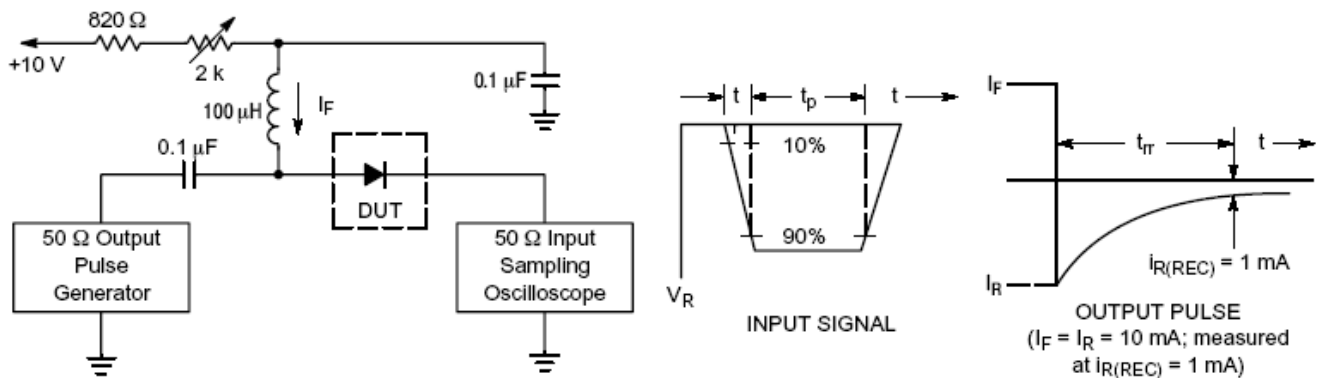 820 Ω
+10 V
2 k
100 μH
I_F
0.1 μF
0.1 μF
DUT
50 Ω Output
Pulse
Generator
50 Ω Input
Sampling
Oscilloscope
t_r
t_p
t
10%
90%
V_R
INPUT SIGNAL
I_F
t_rr
t
i_R(REC) = 1 mA
I_R
OUTPUT PULSE
(I_F = I_R = 10 mA; measured
at i_R(REC) = 1 mA)